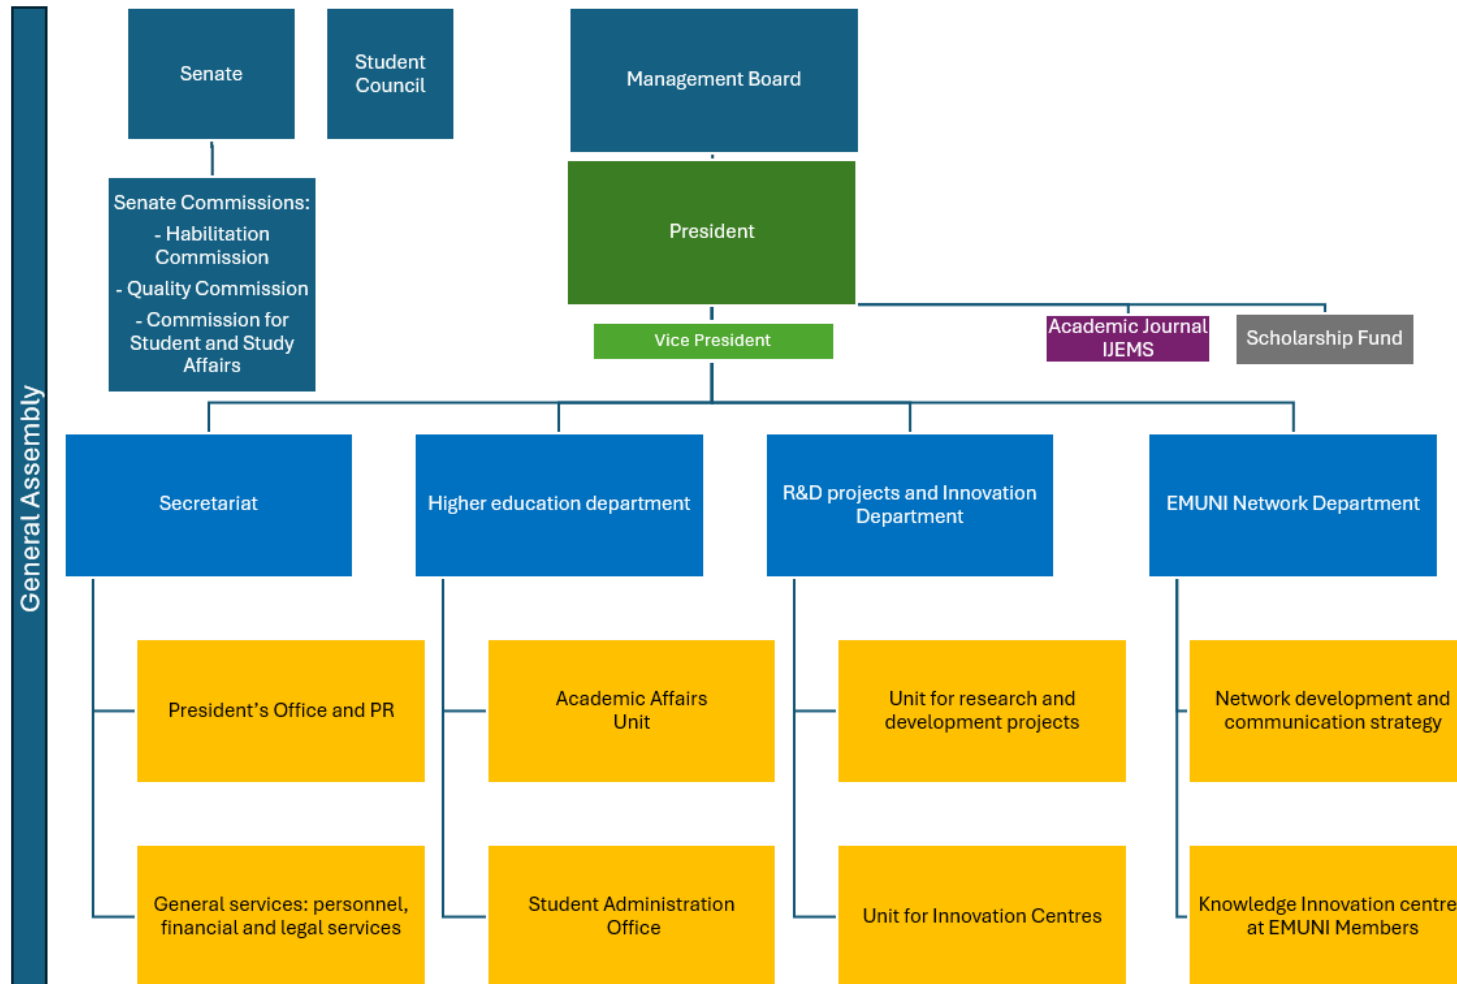 General Assembly
Senate
Student
Council
Management Board
Senate Commissions:
- Habilitation
Commission
- Quality Commission
- Commission for
Student and Study
Affairs
President
Vice President
Academic Journal
IJEMS
Scholarship Fund
Secretariat
Higher education department
R&D projects and Innovation
Department
EMUNI Network Department
President’s Office and PR
Academic Affairs
Unit
Unit for research and
development projects
Network development and
communication strategy
General services: personnel,
financial and legal services
Student Administration
Office
Unit for Innovation Centres
Knowledge Innovation centre
at EMUNI Members